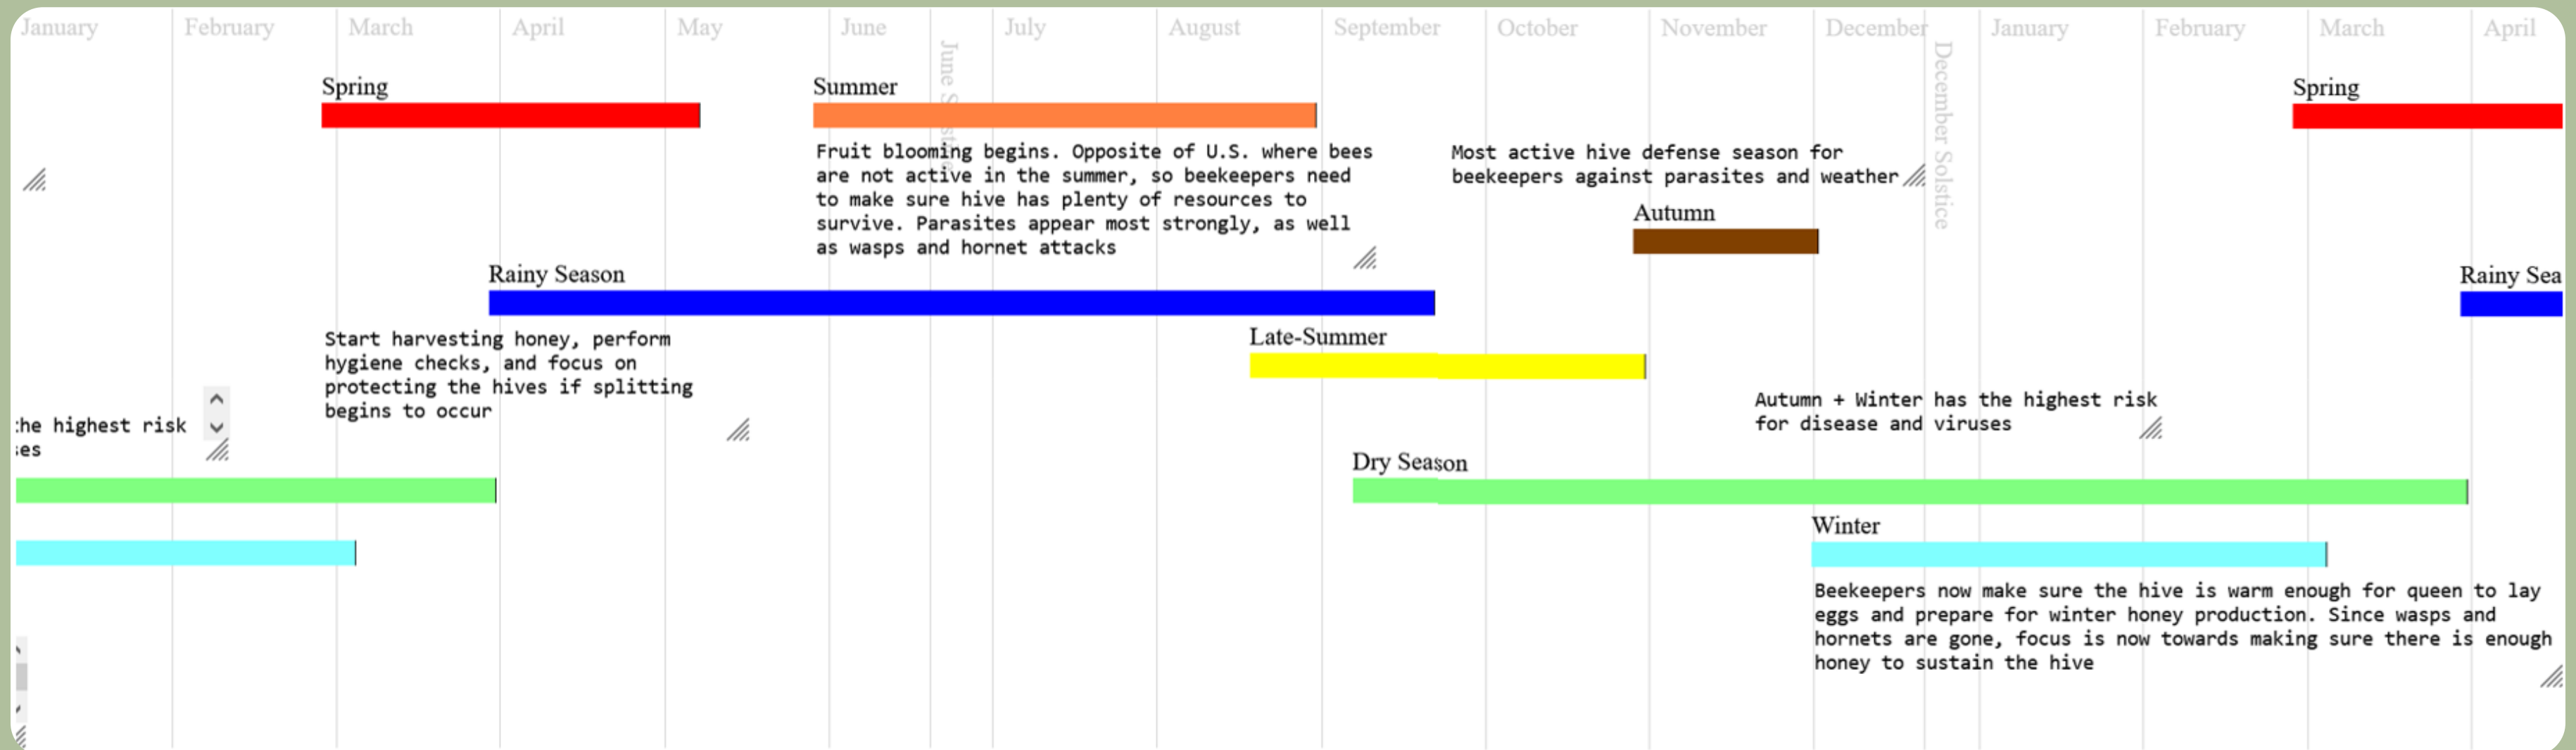 January February March April May June July August September October November December January February March April
June S
December Solstice
Spring
Summer
Spring
Fruit blooming begins. Opposite of U.S. where bees
are not active in the summer, so beekeepers need
to make sure hive has plenty of resources to
survive. Parasites appear most strongly, as well
as wasps and hornet attacks
Most active hive defense season for
beekeepers against parasites and weather
Autumn
Rainy Season
Rainy Sea
Start harvesting honey, perform
hygiene checks, and focus on
protecting the hives if splitting
begins to occur
Late-Summer
the highest risk
ses
Autumn + Winter has the highest risk
for disease and viruses
Dry Season
Winter
Beekeepers now make sure the hive is warm enough for queen to lay
eggs and prepare for winter honey production. Since wasps and
hornets are gone, focus is now towards making sure there is enough
honey to sustain the hive